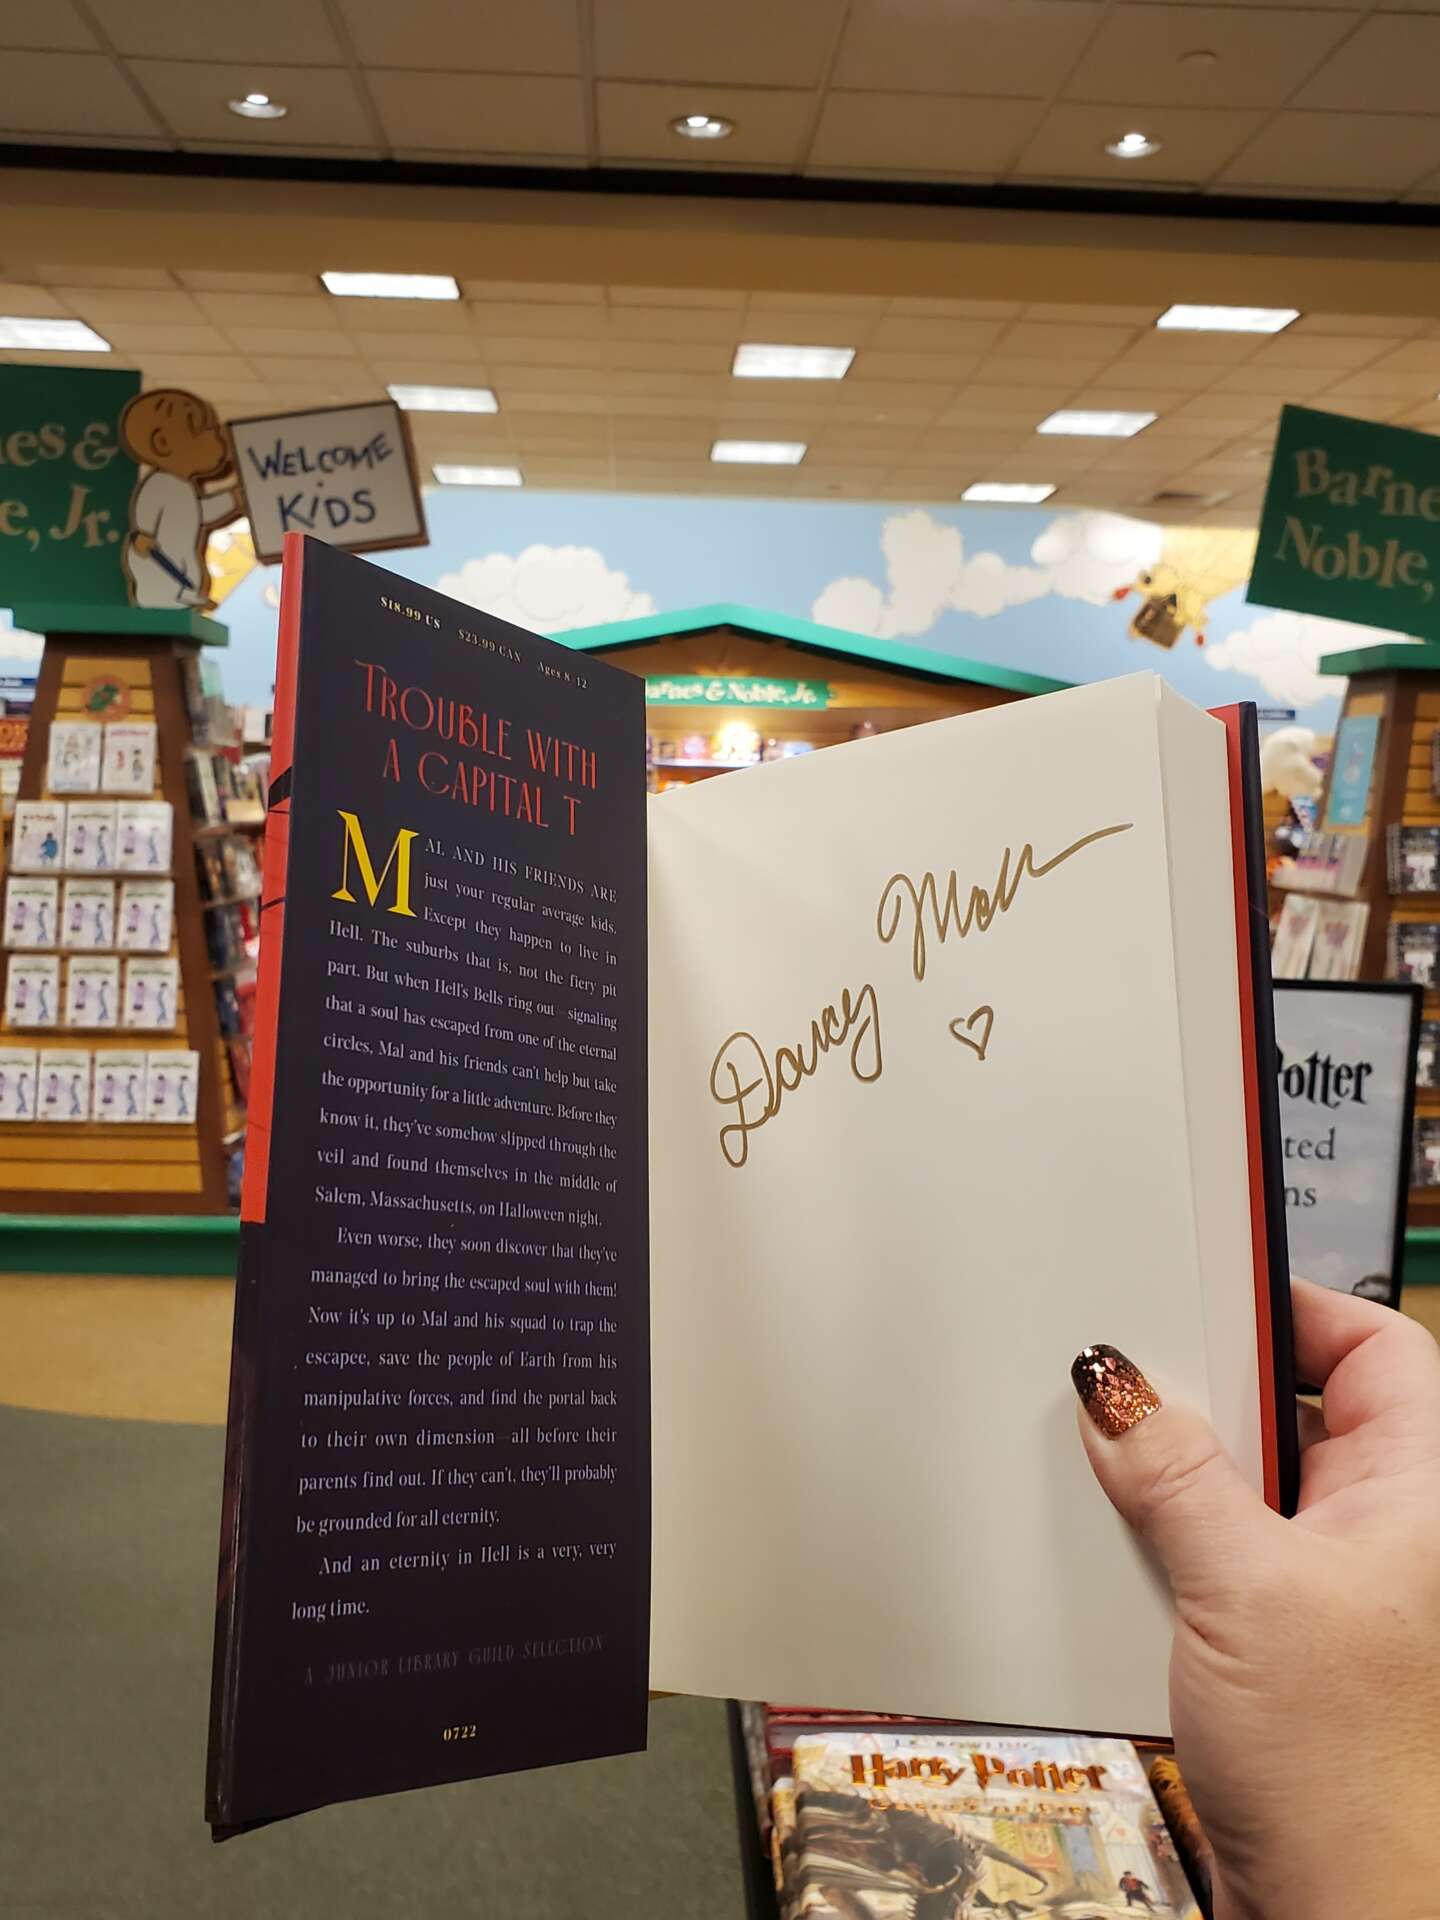 nes &
e, Jr.
WELCOME
KIDS
Barne
Noble,
Barnes & Noble, Jr.
$18.99 US $23.99 CAN Ages 8-12
TROUBLE WITH
A CAPITAL T
MAL AND HIS FRIENDS ARE
just your regular average kids.
Except they happen to live in
Hell. The suburbs that is, not the fiery pit
part. But when Hell's Bells ring out—signaling
that a soul has escaped from one of the eternal
circles, Mal and his friends can't help but take
the opportunity for a little adventure. Before they
know it, they've somehow slipped through the
veil and found themselves in the middle of
Salem, Massachusetts, on Halloween night.
Even worse, they soon discover that they've
managed to bring the escaped soul with them!
Now it's up to Mal and his squad to trap the
escapee, save the people of Earth from his
manipulative forces, and find the portal back
to their own dimension—all before their
parents find out. If they can't, they'll probably
be grounded for all eternity.
And an eternity in Hell is a very, very
long time.
A JUNIOR LIBRARY GUILD SELECTION
0722
Darcy
otter
ted
ns
J.K. ROWLING
Harry Potter